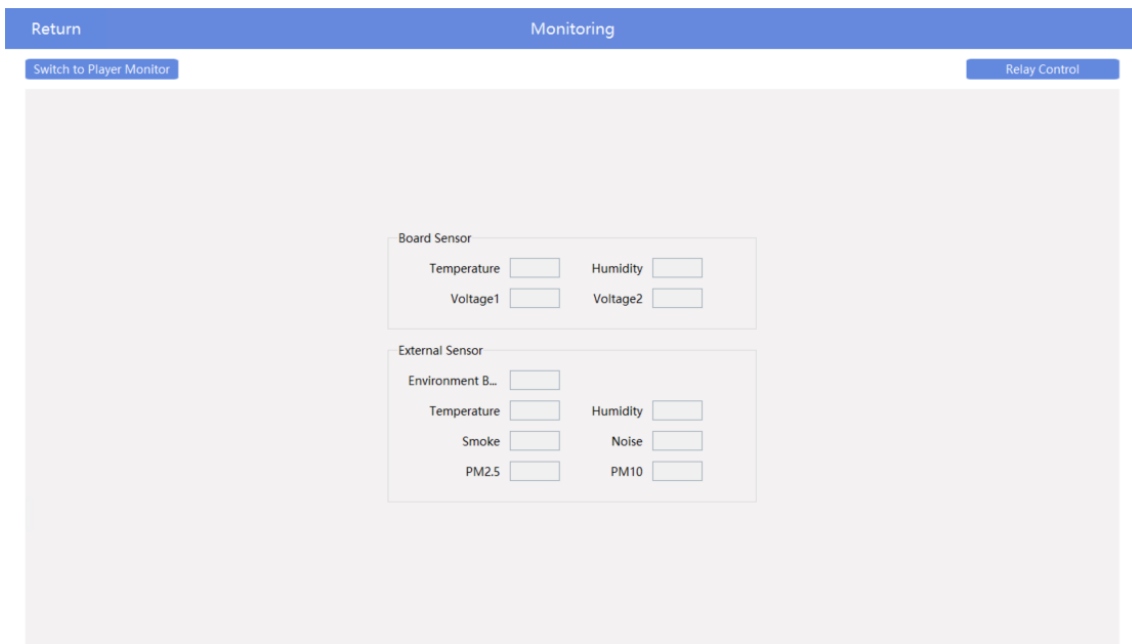 Return Monitoring
Switch to Player Monitor Relay Control
Board Sensor
Temperature Humidity
Voltage1 Voltage2
External Sensor
Environment B...
Temperature Humidity
Smoke Noise
PM2.5 PM10